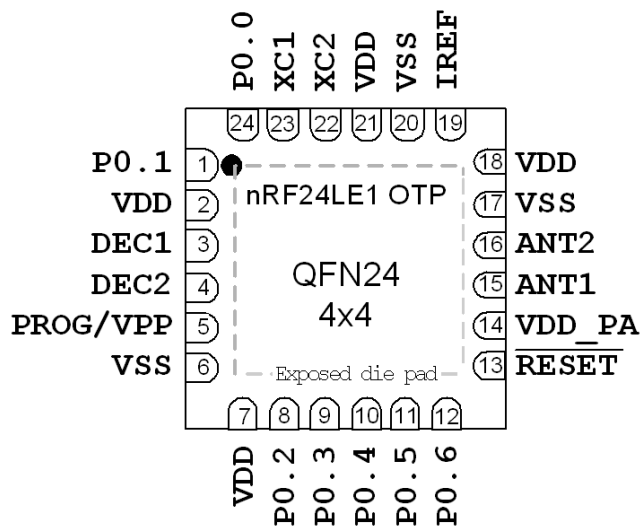 P0.0
XC1
XC2
VDD
VSS
IREF
24 23 22 21 20 19
P0.1 1 18 VDD
VDD 2 17 VSS
DEC1 3 16 ANT2
DEC2 4 15 ANT1
PROG/VPP 5 14 VDD_PA
VSS 6 13 RESET
nRF24LE1 OTP
QFN24
4x4
Exposed die pad
7 8 9 10 11 12
VDD
P0.2
P0.3
P0.4
P0.5
P0.6